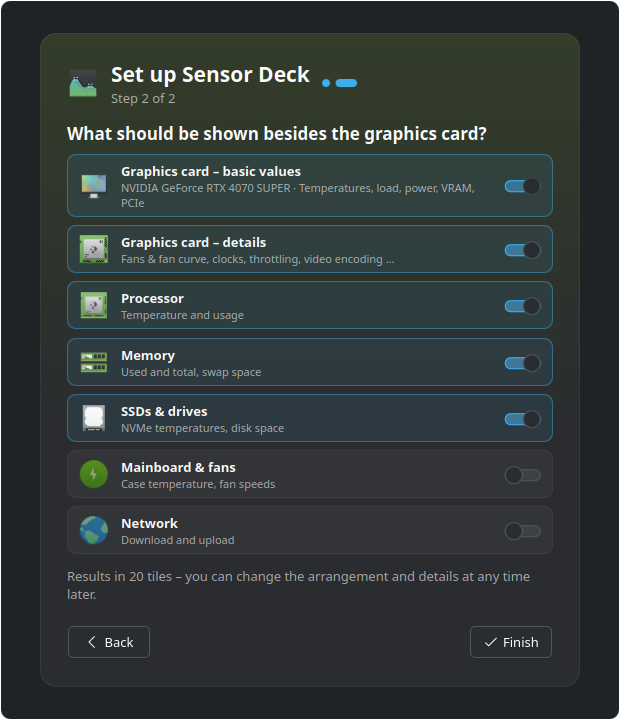 Set up Sensor Deck
Step 2 of 2
What should be shown besides the graphics card?
Graphics card – basic values
NVIDIA GeForce RTX 4070 SUPER · Temperatures, load, power, VRAM,
PCIe
Graphics card – details
Fans & fan curve, clocks, throttling, video encoding ...
Processor
Temperature and usage
Memory
Used and total, swap space
SSDs & drives
NVMe temperatures, disk space
Mainboard & fans
Case temperature, fan speeds
Network
Download and upload
Results in 20 tiles – you can change the arrangement and details at any time
later.
Back
Finish